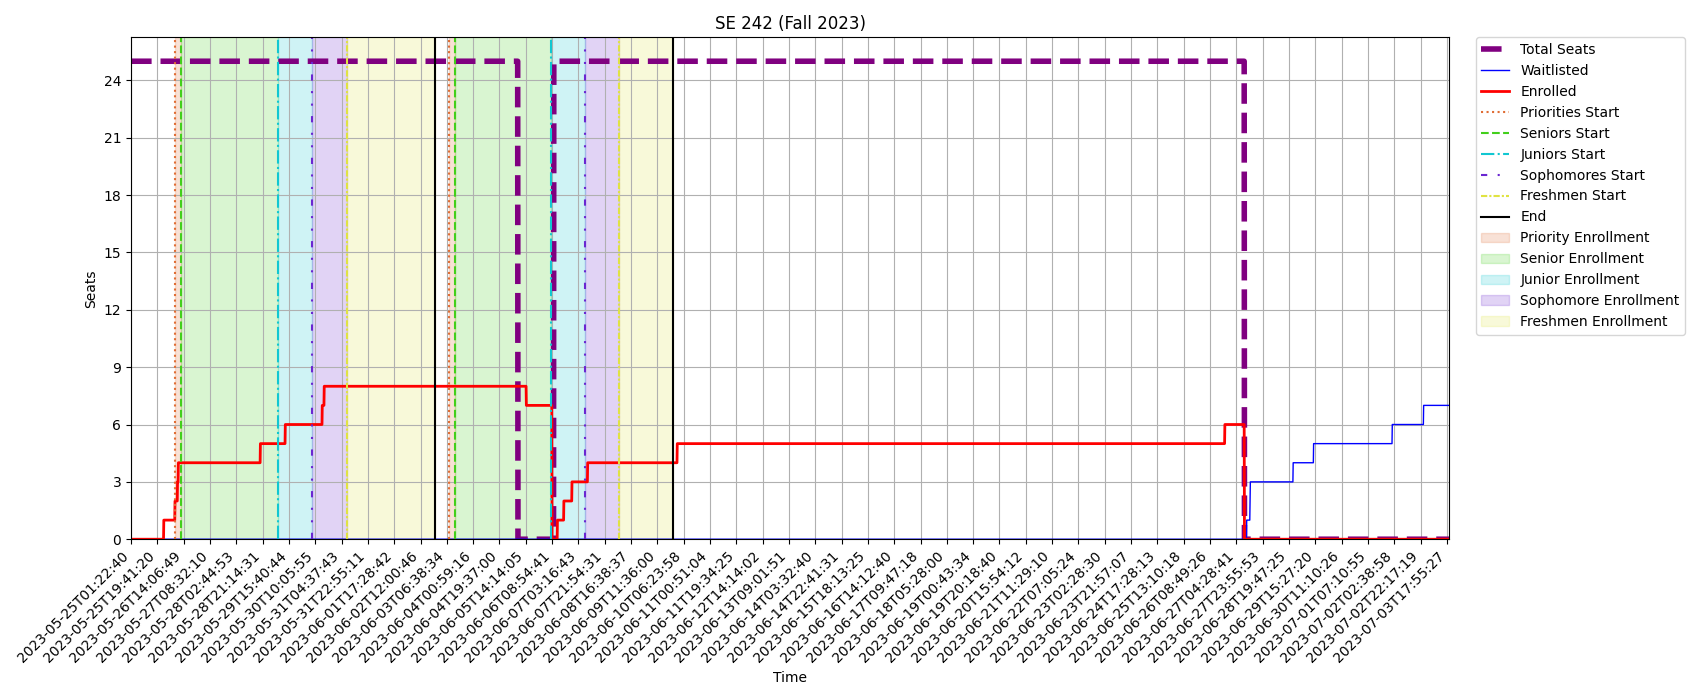 SE 242 (Fall 2023)
Seats
24
21
18
15
12
9
6
3
0
2023-05-25T01:22:40
2023-05-25T19:41:20
2023-05-26T14:06:49
2023-05-27T08:32:10
2023-05-28T02:44:53
2023-05-28T21:14:31
2023-05-29T15:40:44
2023-05-30T10:05:53
2023-05-31T04:37:43
2023-05-31T22:55:11
2023-06-01T17:28:42
2023-06-02T12:00:46
2023-06-03T06:38:34
2023-06-04T00:59:16
2023-06-04T19:37:00
2023-06-05T14:14:05
2023-06-06T08:54:41
2023-06-07T03:16:43
2023-06-07T21:54:31
2023-06-08T16:38:37
2023-06-09T11:36:00
2023-06-10T06:23:58
2023-06-11T00:51:04
2023-06-11T19:34:25
2023-06-12T14:14:02
2023-06-13T09:01:51
2023-06-14T03:32:40
2023-06-14T22:41:31
2023-06-15T18:13:25
2023-06-16T14:12:40
2023-06-17T09:47:18
2023-06-18T05:28:00
2023-06-19T00:43:34
2023-06-19T20:18:40
2023-06-20T15:54:12
2023-06-21T11:29:10
2023-06-22T07:05:24
2023-06-23T02:28:30
2023-06-23T21:57:07
2023-06-24T17:28:13
2023-06-25T13:10:18
2023-06-26T08:49:26
2023-06-27T04:28:41
2023-06-27T23:55:53
2023-06-28T19:47:25
2023-06-29T15:27:20
2023-06-30T11:10:26
2023-07-01T07:10:55
2023-07-02T02:38:58
2023-07-02T22:17:19
2023-07-03T17:55:27
Time
Total Seats
Waitlisted
Enrolled
Priorities Start
Seniors Start
Juniors Start
Sophomores Start
Freshmen Start
End
Priority Enrollment
Senior Enrollment
Junior Enrollment
Sophomore Enrollment
Freshmen Enrollment